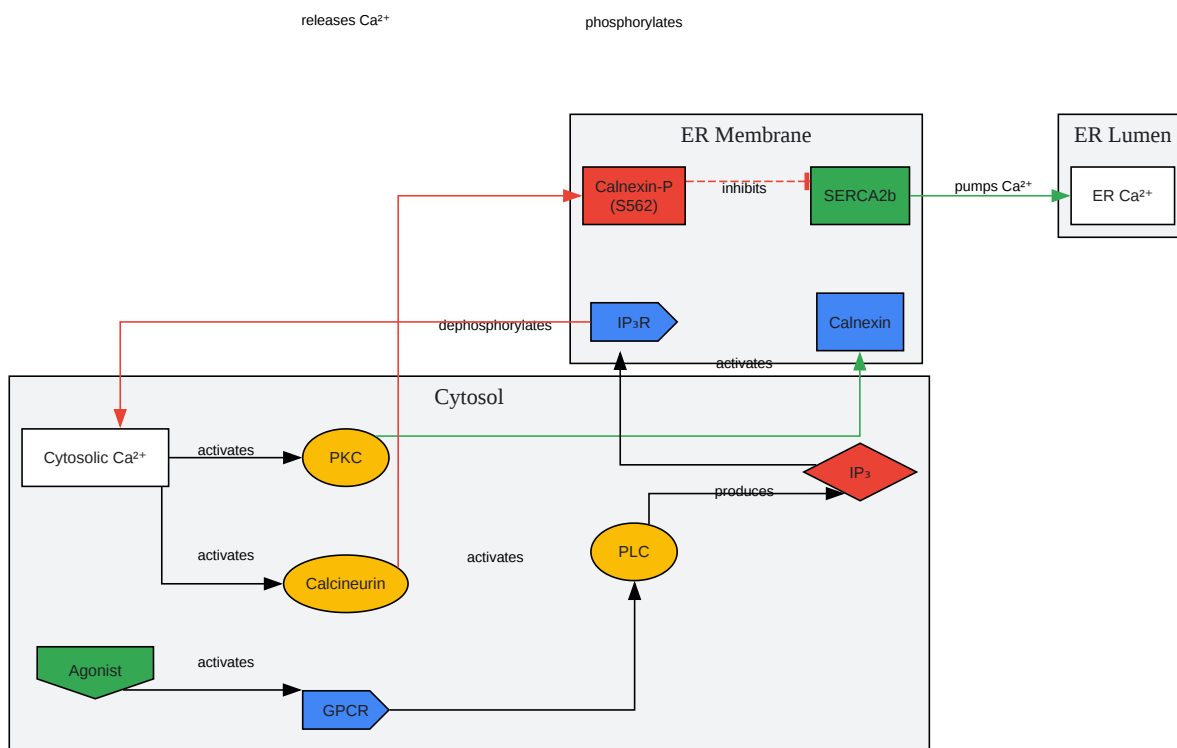 releases Ca²⁺
phosphorylates
ER Membrane
ER Lumen
Calnexin-P
(S562)
inhibits
SERCA2b
pumps Ca²⁺
ER Ca²⁺
dephosphorylates
IP₃R
Calnexin
activates
Cytosol
Cytosolic Ca²⁺
activates
PKC
IP₃
produces
activates
Calcineurin
activates
PLC
Agonist
activates
GPCR